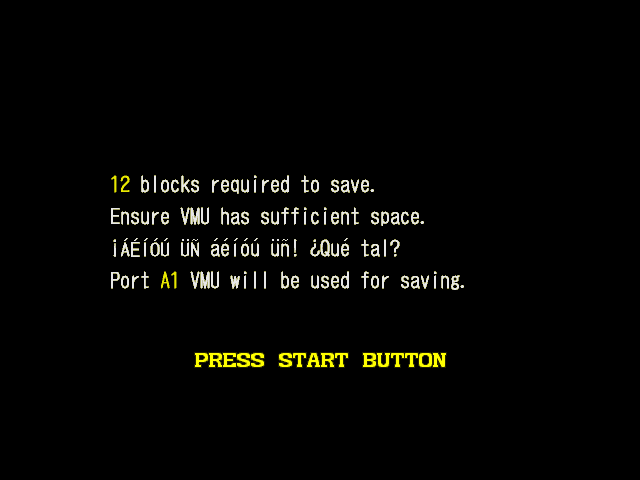 12 blocks required to save.
Ensure VMU has sufficient space.
¡ÁÉÍÓÚ ÜÑ áéíóú üñ! ¿Qué tal?
Port A1 VMU will be used for saving.
PRESS START BUTTON